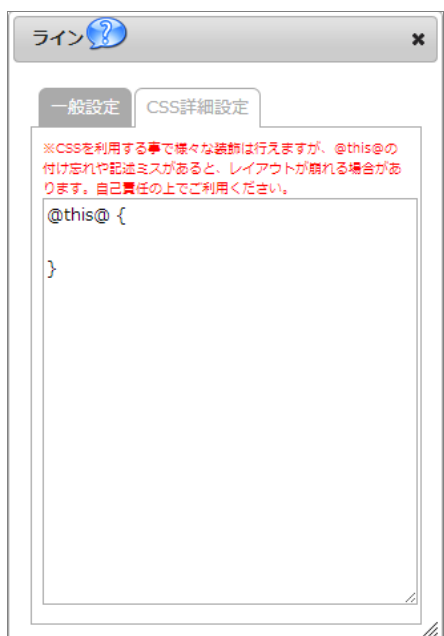 ライン
一般設定
CSS詳細設定
※CSSを利用する事で様々な装飾は行えますが、@this@の
付け忘れや記述ミスがあると、レイアウトが崩れる場合があ
ります。自己責任の上でご利用ください。
@this@ {
}